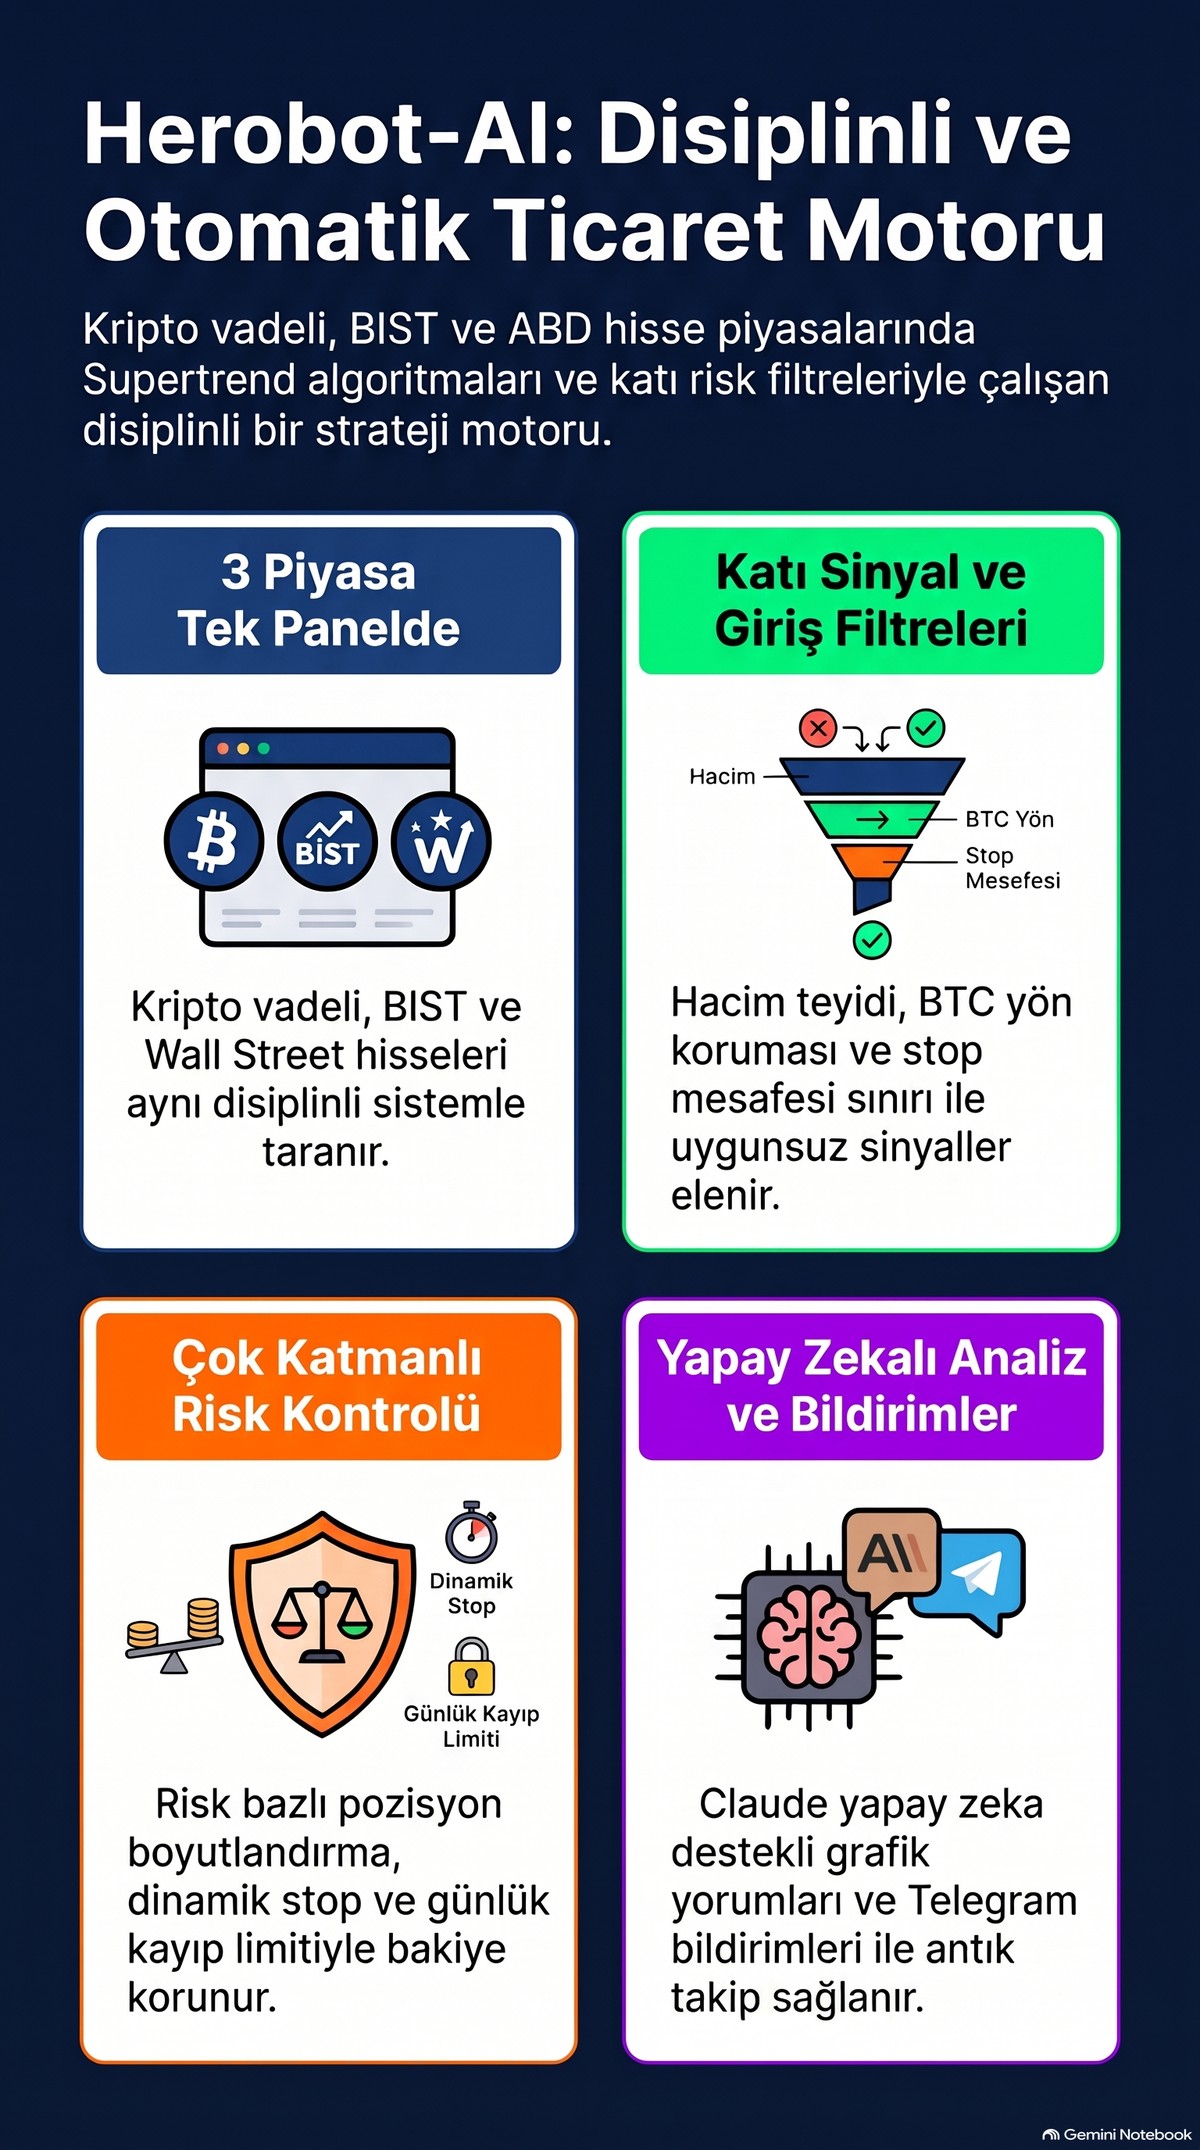 Herobot-AI: Disiplinli ve
Otomatik Ticaret Motoru
Kripto vadeli, BIST ve ABD hisse piyasalarında
Supertrend algoritmaları ve katı risk filtreleriyle çalışan
disiplinli bir strateji motoru.
3 Piyasa
Tek Panelde
BİST
W
Kripto vadeli, BIST ve
Wall Street hisseleri
aynı disiplinli sistemle
taranır.
Katı Sinyal ve
Giriş Filtreleri
Hacim
BTC Yön
Stop
Mesefesi
Hacim teyidi, BTC yön
koruması ve stop
mesafesi sınırı ile
uygunsuz sinyaller
elenir.
Çok Katmanlı
Risk Kontrolü
Dinamik
Stop
Günlük Kayıp
Limiti
Risk bazlı pozisyon
boyutlandırma,
dinamik stop ve günlük
kayıp limitiyle bakiye
korunur.
Yapay Zekalı Analiz
ve Bildirimler
A\\
Claude yapay zeka
destekli grafik
yorumları ve Telegram
bildirimleri ile antık
takip sağlanır.
Gemini Notebook